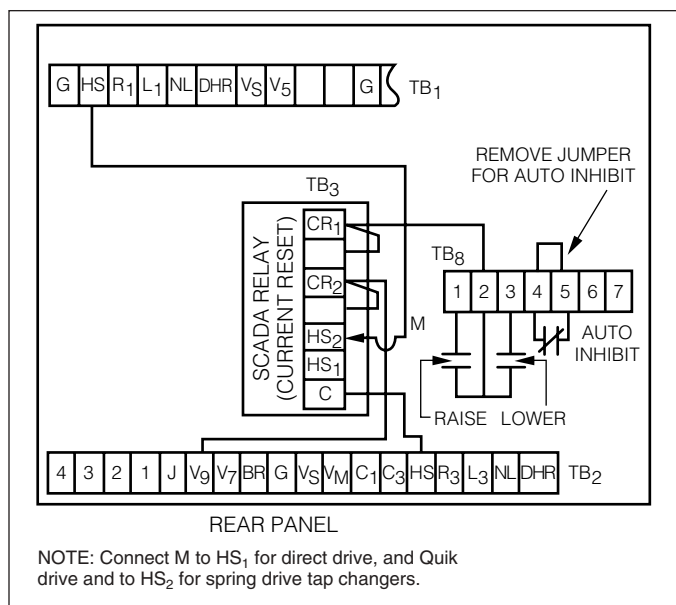 G HS R1 L1 NL DHR VS V5 G TB1
REMOVE JUMPER
FOR AUTO INHIBIT
TB3
SCADA RELAY
(CURRENT RESET)
CR1
CR2
HS2
HS1
C
M
TB8
1 2 3 4 5 6 7
AUTO
INHIBIT
RAISE LOWER
4 3 2 1 J V9 V7 BR G VS VM C1 C3 HS R3 L3 NL DHR TB2
REAR PANEL
NOTE: Connect M to HS1 for direct drive, and Quik
drive and to HS2 for spring drive tap changers.